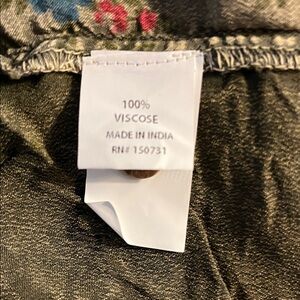 100%
VISCOSE
MADE IN INDIA
RN# 150731